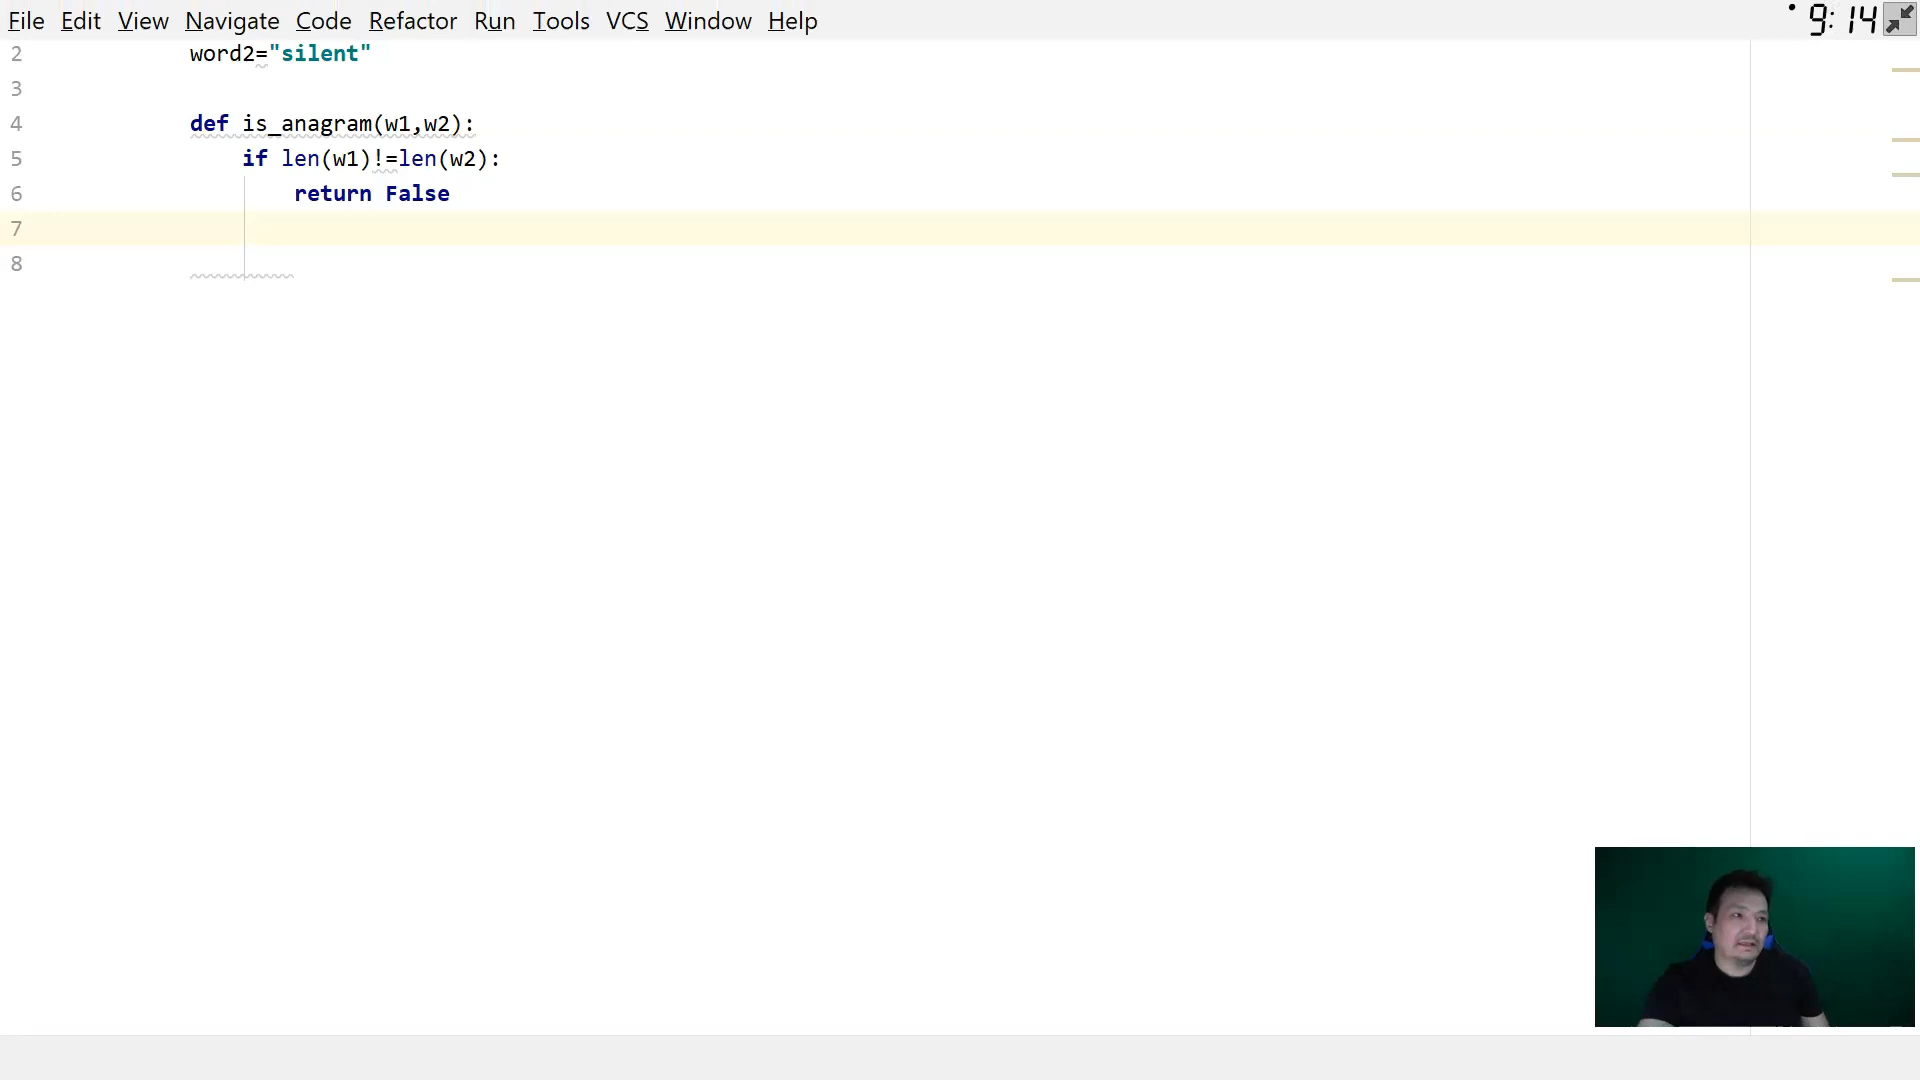 File Edit View Navigate Code Refactor Run Tools VCS Window Help 9:14
2 word2="silent"
3
4 def is_anagram(w1,w2):
5 if len(w1)!=len(w2):
6 return False
7
8